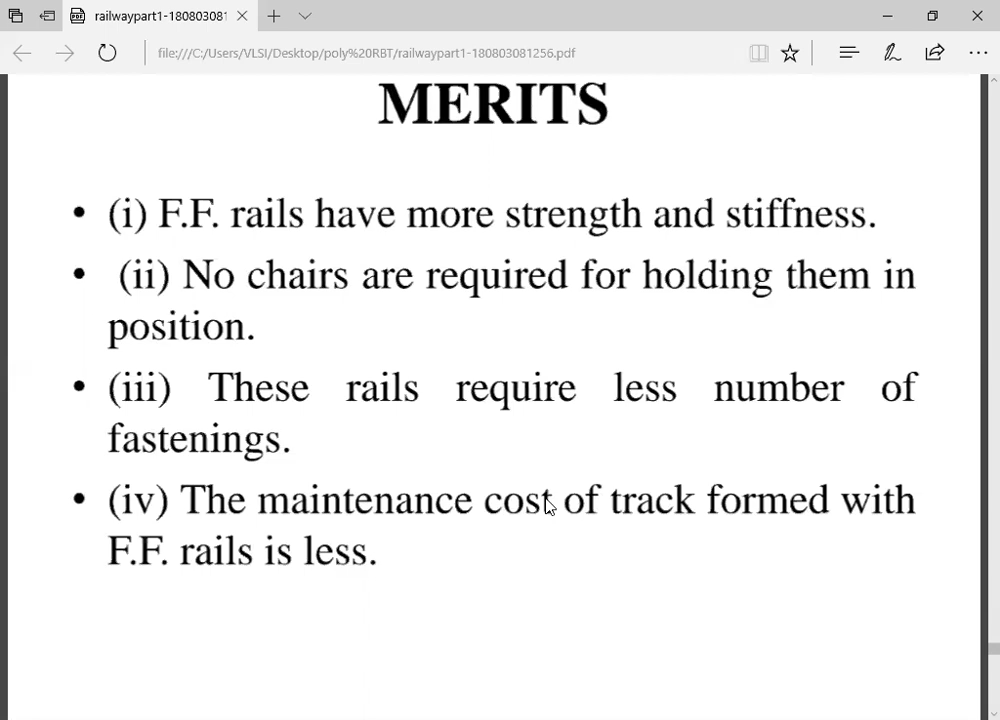 railwaypart1-180803081
file:///C:/Users/VLSI/Desktop/poly%20RBT/railwaypart1-180803081256.pdf
MERITS
• (i) F.F. rails have more strength and stiffness.
• (ii) No chairs are required for holding them in
position.
• (iii) These rails require less number of
fastenings.
• (iv) The maintenance cost of track formed with
F.F. rails is less.